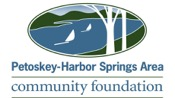 Petoskey-Harbor Springs Area
community foundation